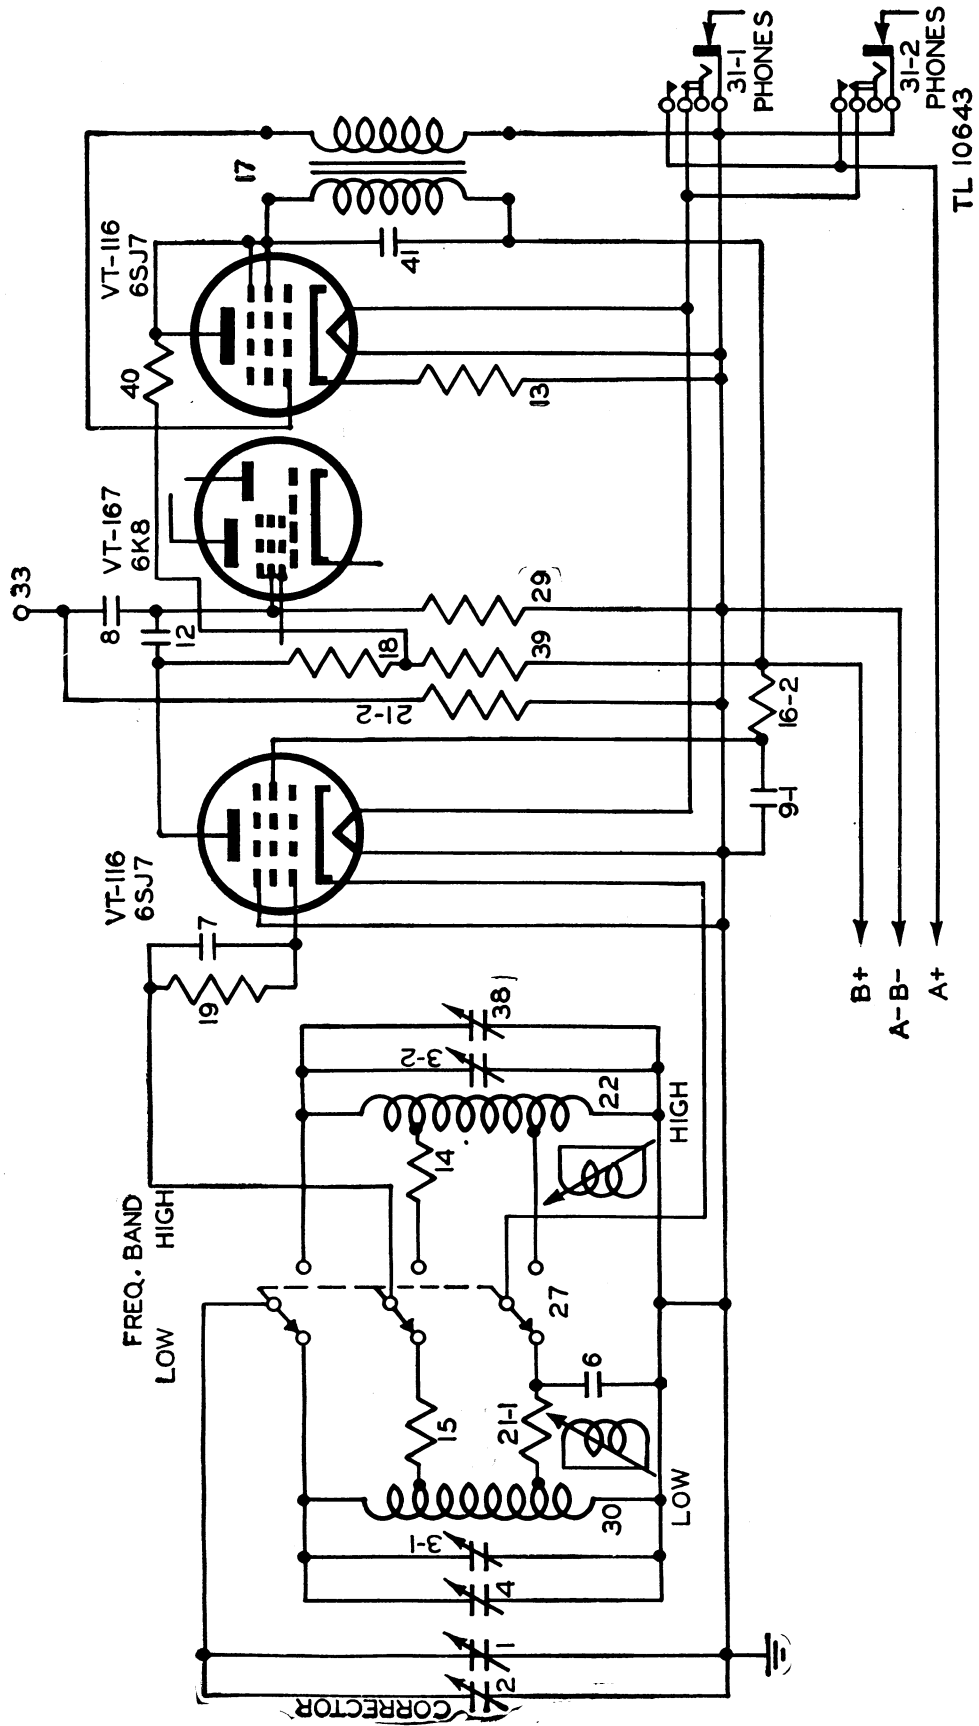 33
17
VT-116
6SJ7
40
41
VT-167
6K8
8
12
18
29
39
21-2
13
16-2
9-1
31-1
PHONES
31-2
PHONES
TL 10643
VT-116
6SJ7
7
19
38
3-2
22
14
HIGH
B+
A-B-
A+
FREQ. BAND
LOW HIGH
27
6
15
21-1
30
LOW
3-1
4
1
2
CORRECTOR